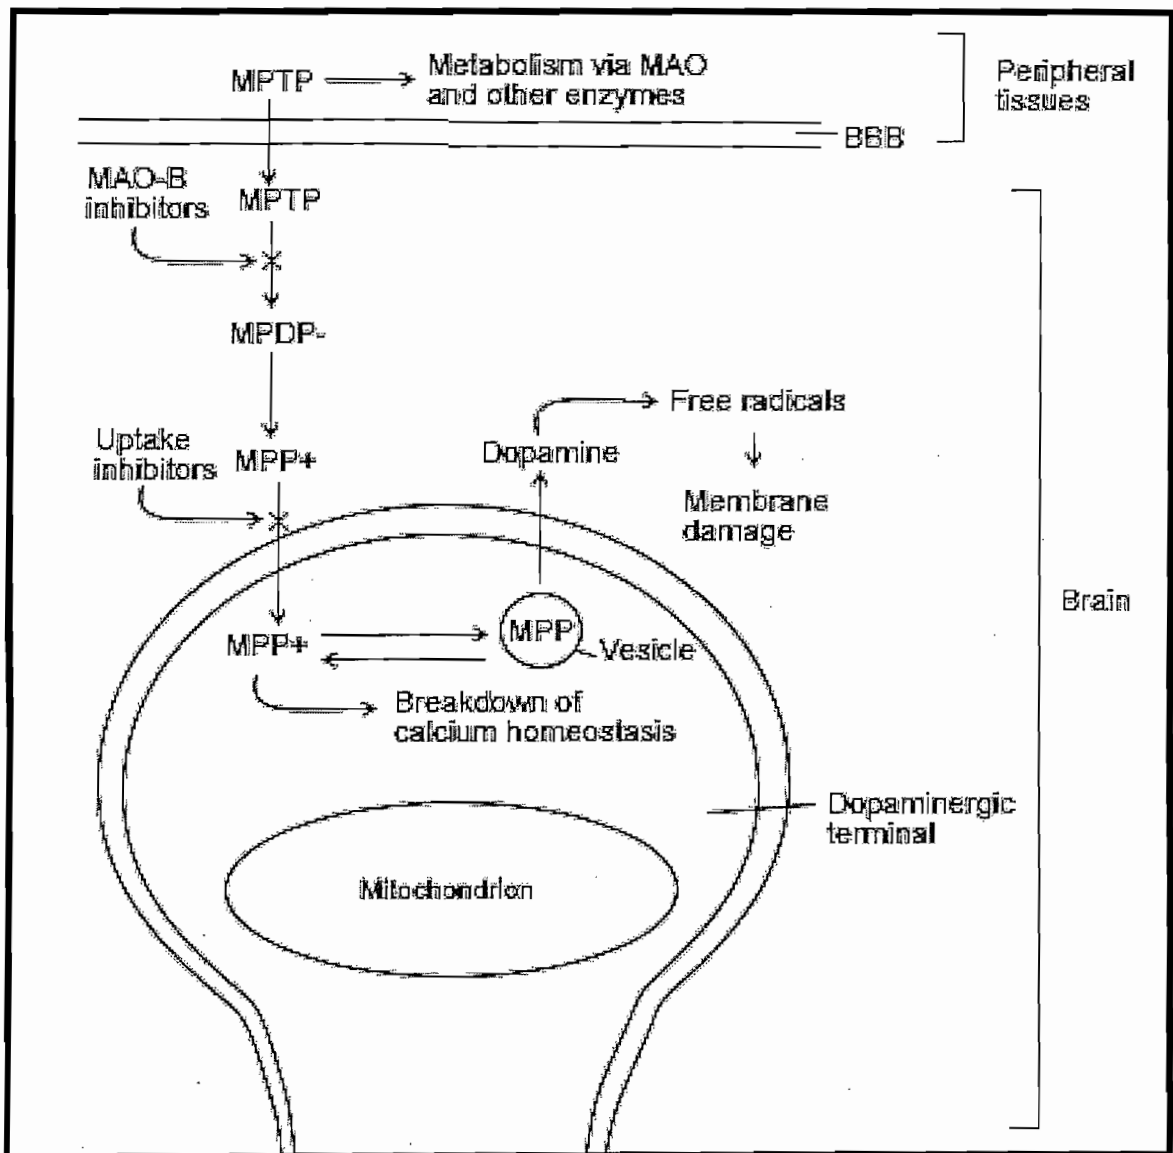 MPTP
Metabolism via MAO
and other enzymes
Peripheral
tissues
BBB
MAO-B
inhibitors
MPTP
MPDP-
Uptake
inhibitors
MPP+
Dopamine
Free radicals
Membrane
damage
Brain
MPP+
MPP
Vesicle
Breakdown of
calcium homeostasis
Dopaminergic
terminal
Mitochondrion